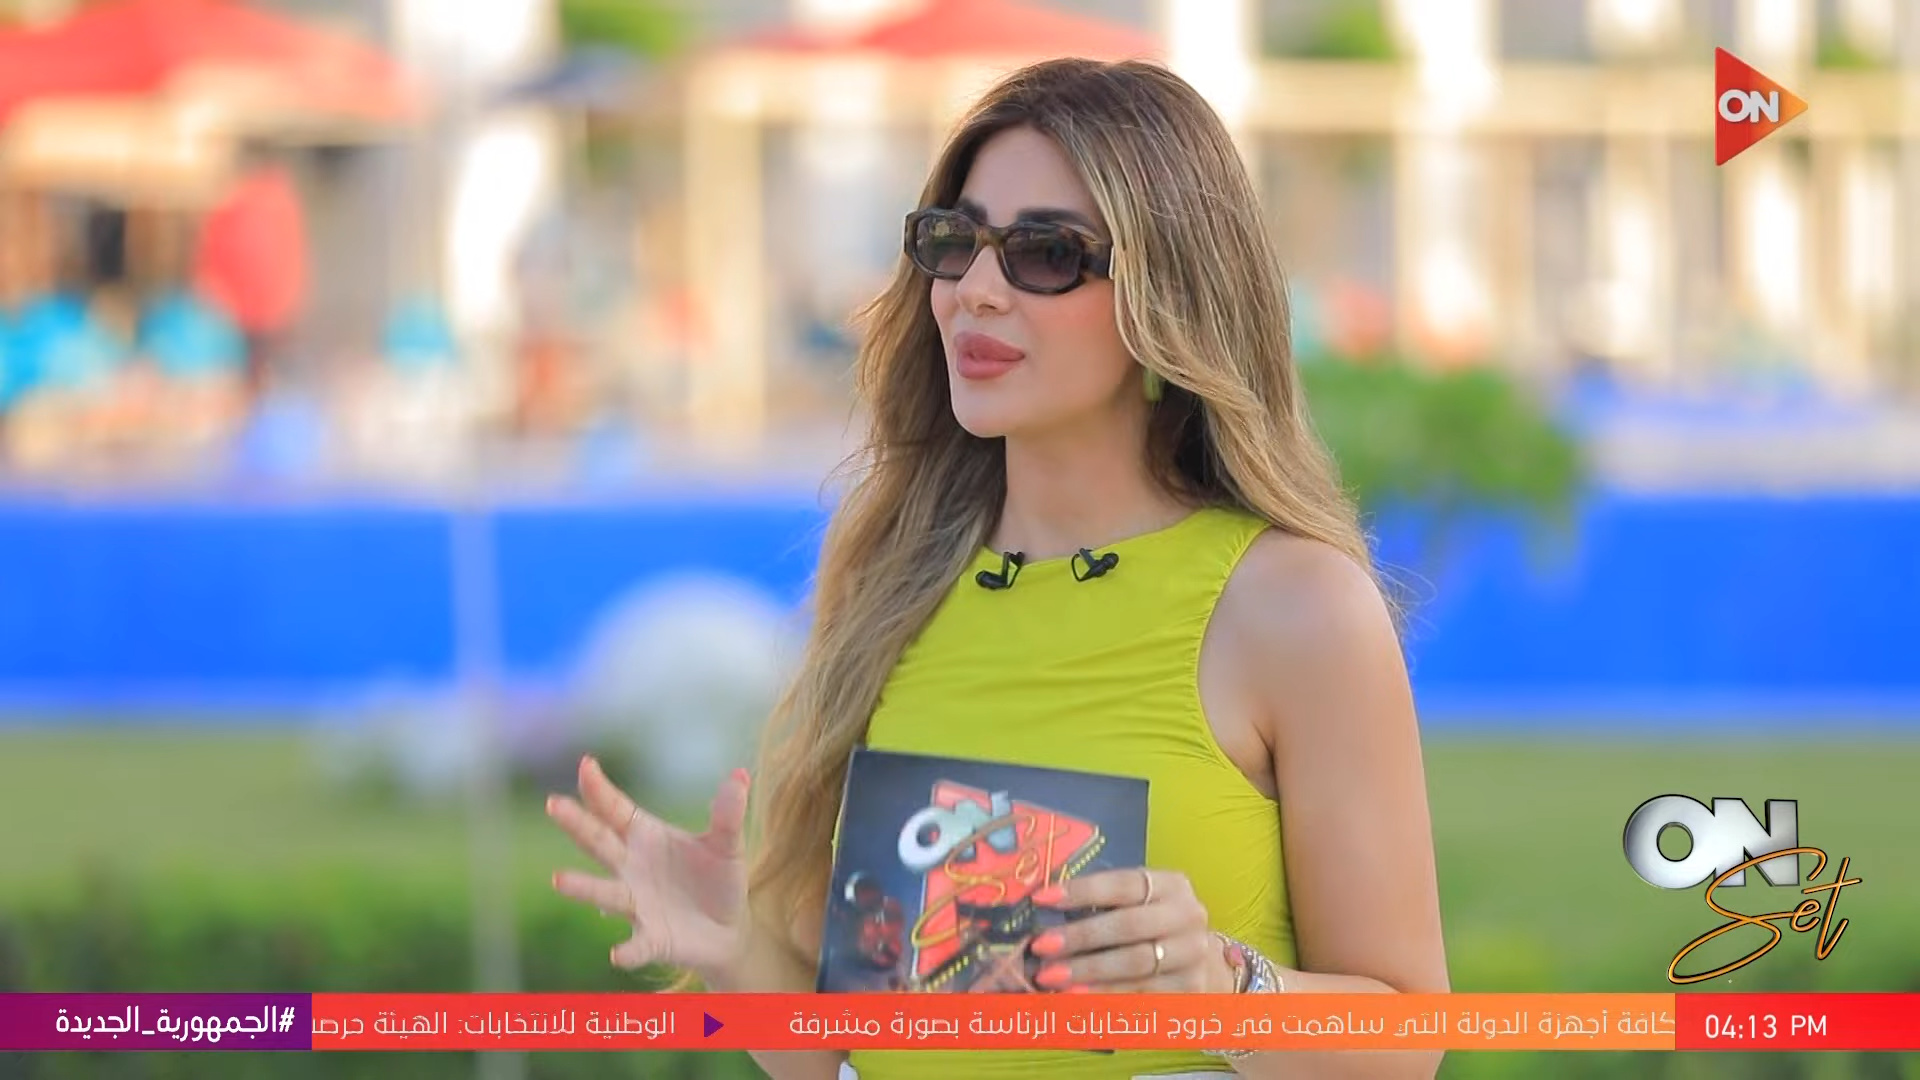 ON
ON
Set
ON
Set
#الجمهورية_الجديدة
كافة أجهزة الدولة التي ساهمت في خروج انتخابات الرئاسة بصورة مشرفة
الوطنية للانتخابات: الهيئة
04:13 PM